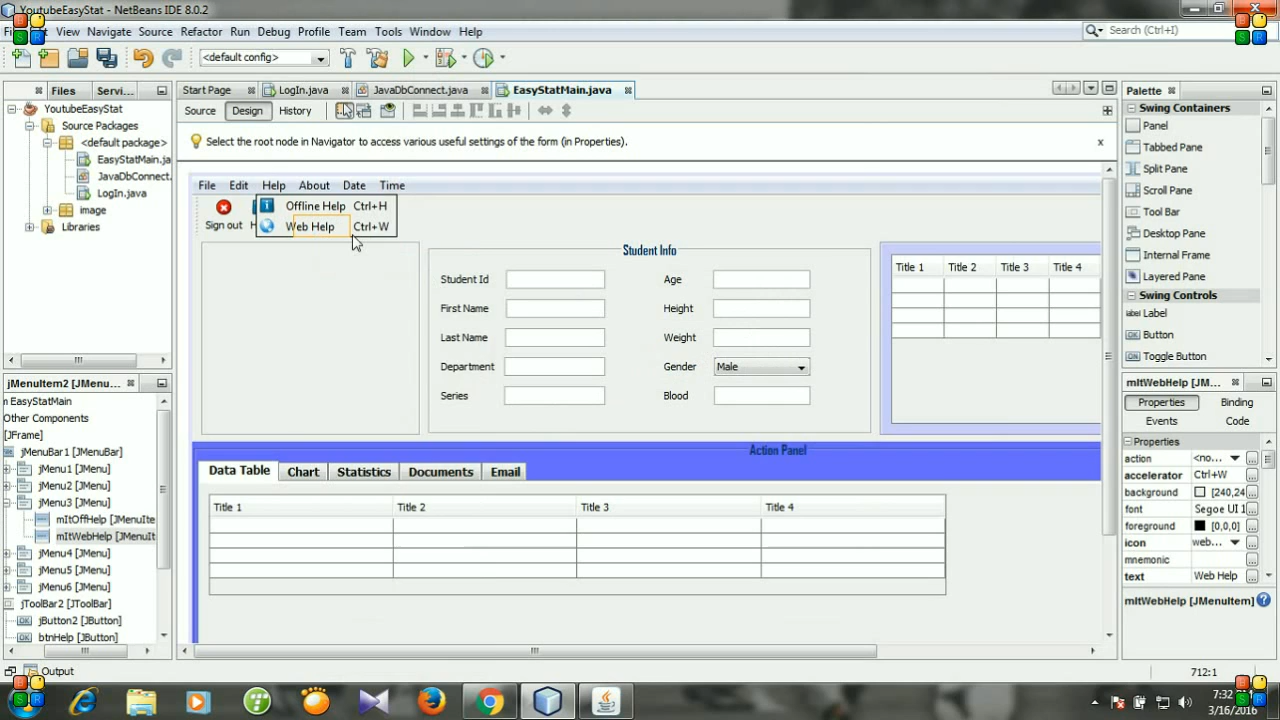 YoutubeEasyStat - NetBeans IDE 8.0.2
View Navigate Source Refactor Run Debug Profile Team Tools Window Help
Search (Ctrl+I)
<default config>
Files Servi...
Start Page LogIn.java JavaDbConnect.java EasyStatMain.java
Palette
YoutubeEasyStat
Source Packages
<default package>
EasyStatMain.ja
JavaDbConnect.
LogIn.java
image
Libraries
Source Design History
Select the root node in Navigator to access various useful settings of the form (in Properties).
File Edit Help About Date Time
Offline Help Ctrl+H
Web Help Ctrl+W
Sign out
Student Info
Student Id Age
First Name Height
Last Name Weight
Department Gender Male
Series Blood
Title 1 Title 2 Title 3 Title 4
Action Panel
Data Table Chart Statistics Documents Email
Title 1 Title 2 Title 3 Title 4
Swing Containers
Panel
Tabbed Pane
Split Pane
Scroll Pane
Tool Bar
Desktop Pane
Internal Frame
Layered Pane
Swing Controls
Label
Button
Toggle Button
jMenuItem2 [JMenu...
m EasyStatMain
Other Components
[JFrame]
jMenuBar1 [JMenuBar]
jMenu1 [JMenu]
jMenu2 [JMenu]
jMenu3 [JMenu]
mItOffHelp [JMenuIte
mItWebHelp [JMenuIt
jMenu4 [JMenu]
jMenu5 [JMenu]
jMenu6 [JMenu]
jToolBar2 [JToolBar]
jButton2 [JButton]
btnHelp [JButton]
mItWebHelp [JM...
Properties Binding
Events Code
Properties
action <no...
accelerator Ctrl+W
background [240,24
font Segoe UI 1
foreground [0,0,0]
icon web...
mnemonic
text Web Help
mItWebHelp [JMenuItem]
Output
712:1
3/16/2016